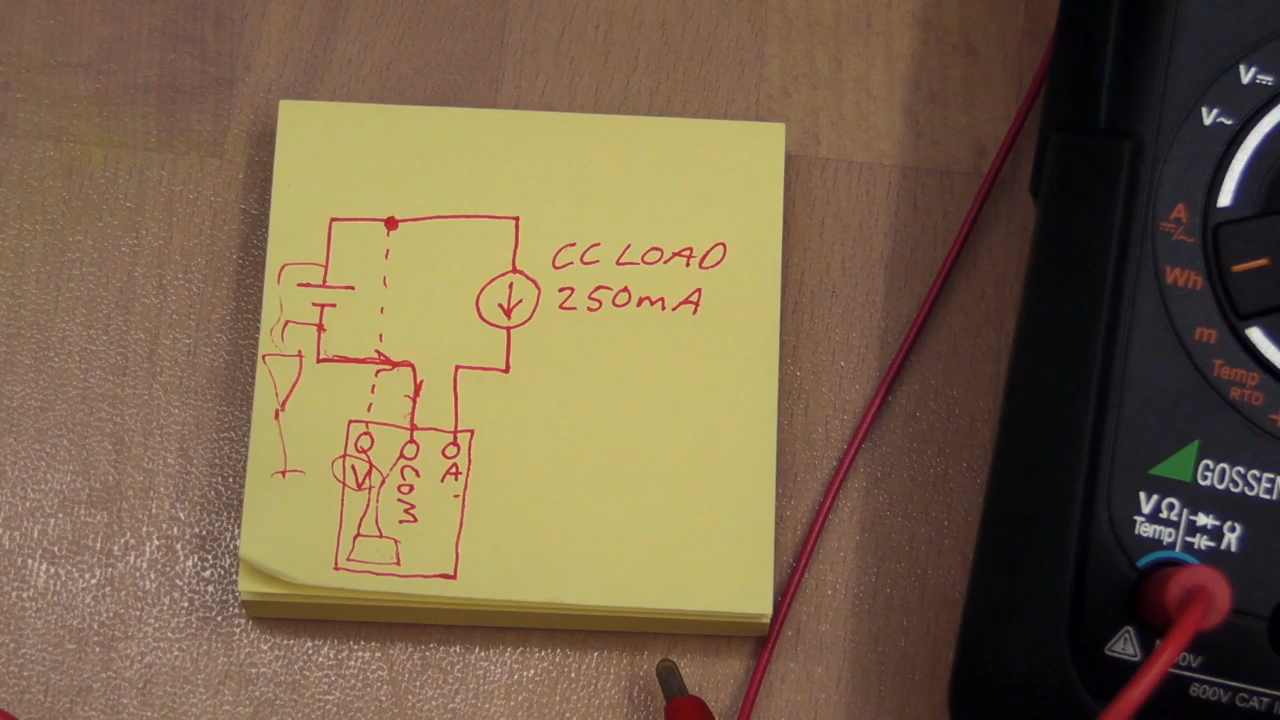 CC LOAD
250mA
V
COM
A
V⎓
V~
A
Wh
m
Temp
RTD
GOSSEN
VΩ
Temp
600V CAT